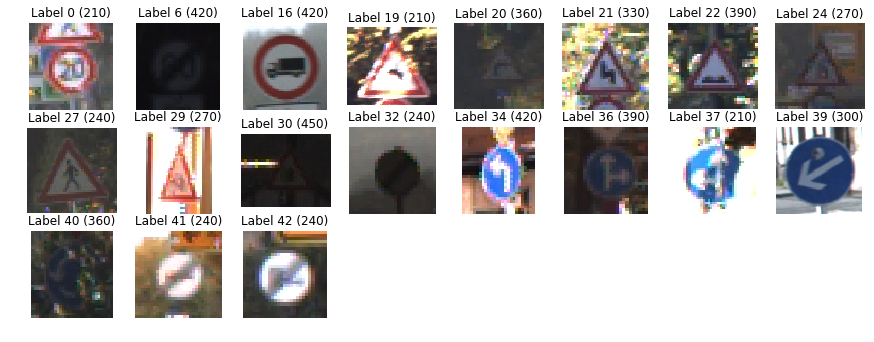 Label 0 (210) Label 6 (420) Label 16 (420) Label 19 (210) Label 20 (360) Label 21 (330) Label 22 (390) Label 24 (270)
20
Label 27 (240) Label 29 (270) Label 30 (450) Label 32 (240) Label 34 (420) Label 36 (390) Label 37 (210) Label 39 (300)
Label 40 (360) Label 41 (240) Label 42 (240)